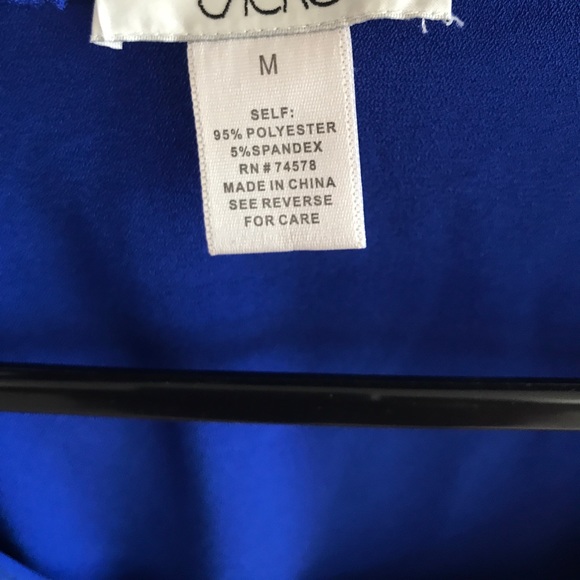 M
SELF:
95% POLYESTER
5%SPANDEX
RN # 74578
MADE IN CHINA
SEE REVERSE
FOR CARE